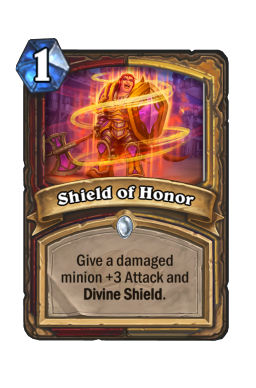 1
Shield of Honor
Give a damaged
minion +3 Attack and
Divine Shield.